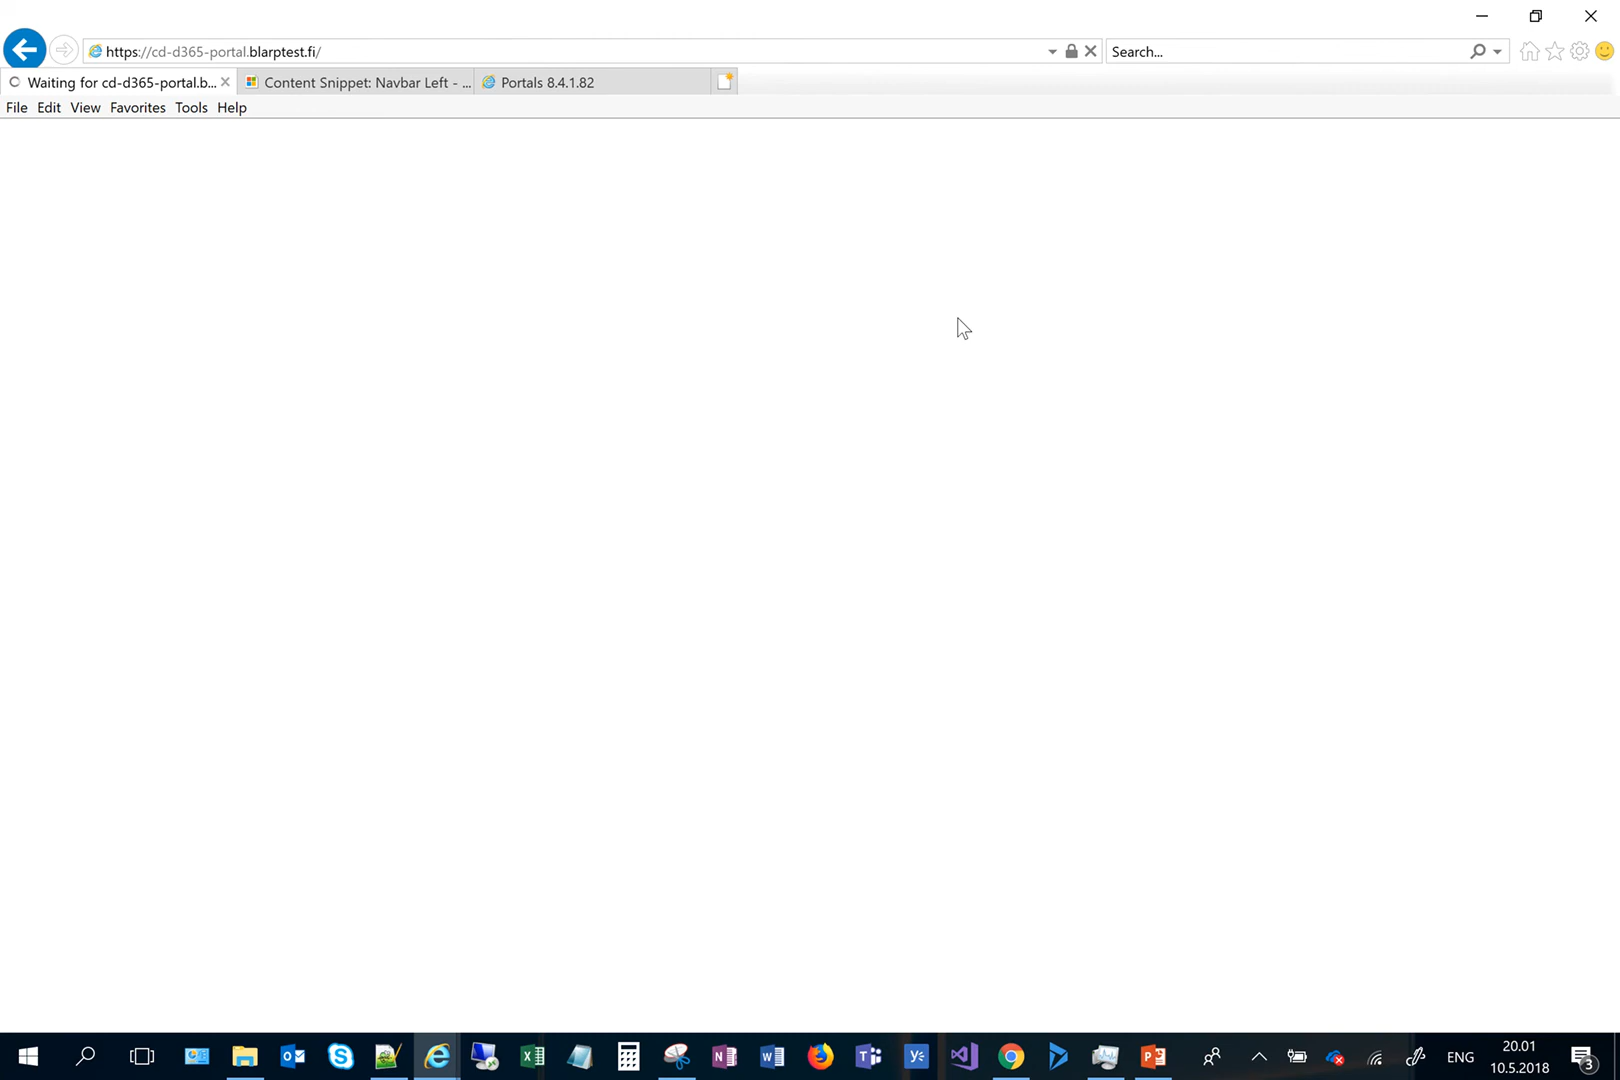 https://cd-d365-portal.blarptest.fi/
Search...
Waiting for cd-d365-portal.b...
Content Snippet: Navbar Left - ...
Portals 8.4.1.82
File Edit View Favorites Tools Help
ENG
20.01
10.5.2018
3